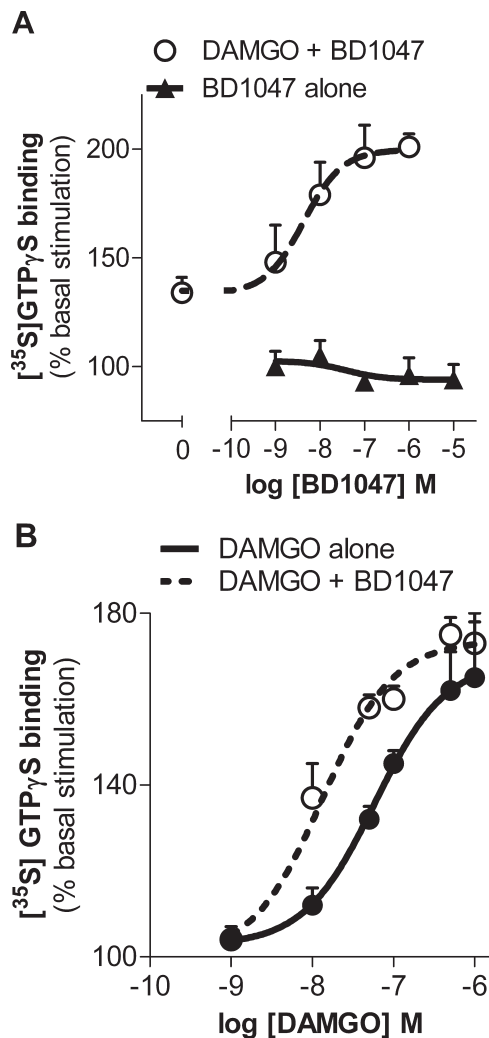 A
DAMGO + BD1047
BD1047 alone
[³⁵S]GTPγS binding
(% basal stimulation)
200
150
100
0 -10 -9 -8 -7 -6 -5
log [BD1047] M
B
DAMGO alone
DAMGO + BD1047
[³⁵S] GTPγS binding
(% basal stimulation)
180
140
100
-10 -9 -8 -7 -6
log [DAMGO] M